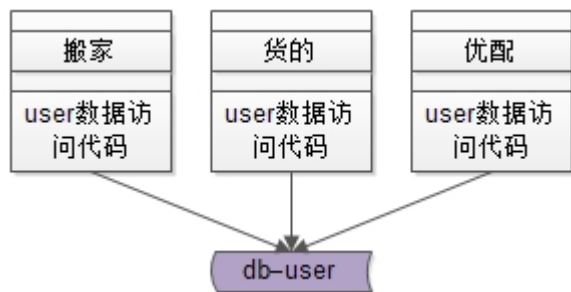 搬家
货的
优配
user数据访
问代码
user数据访
问代码
user数据访
问代码
db-user